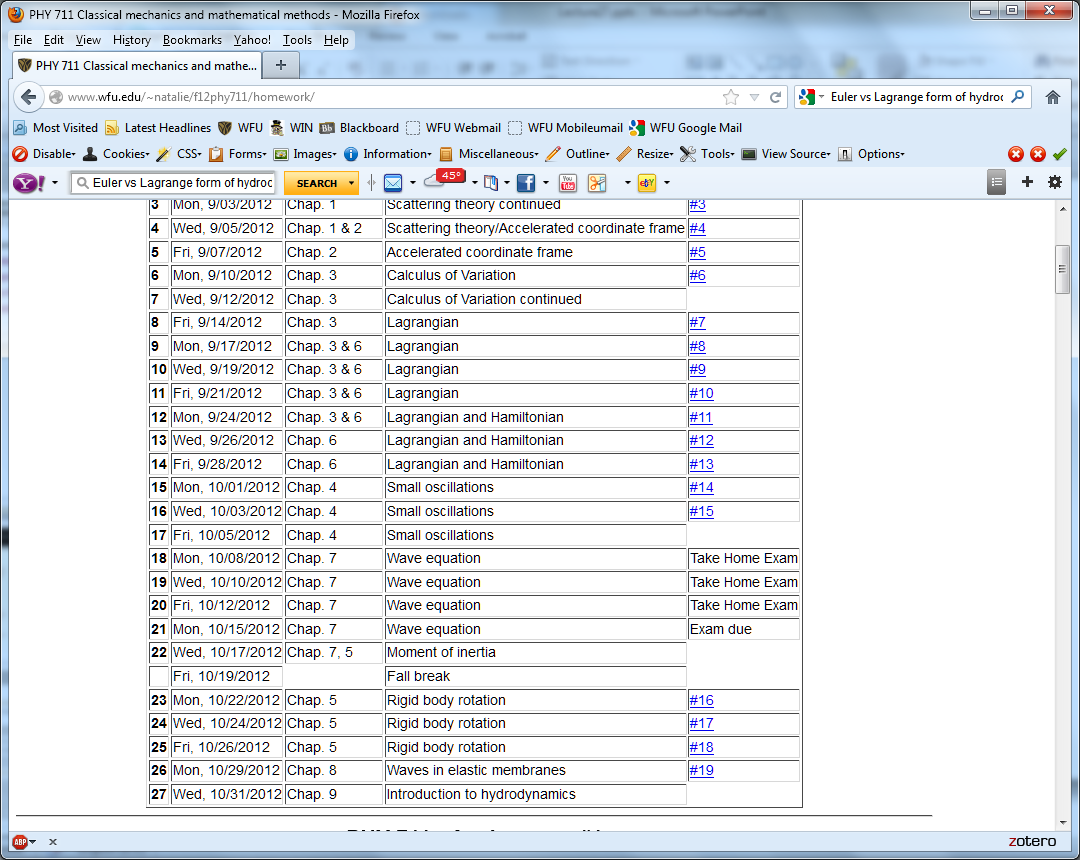 PHY 711 Classical mechanics and mathematical methods - Mozilla Firefox
File Edit View History Bookmarks Yahoo! Tools Help
PHY 711 Classical mechanics and mathe...
www.wfu.edu/~natalie/f12phy711/homework/ Euler vs Lagrange form of hydroc
Most Visited Latest Headlines WFU WIN Bb Blackboard WFU Webmail WFU Mobileumail WFU Google Mail
Disable Cookies CSS Forms Images Information Miscellaneous Outline Resize Tools View Source Options
Y! Euler vs Lagrange form of hydroc SEARCH 45° You Tube eBY
3 Mon, 9/03/2012 Chap. 1 Scattering theory continued #3
4 Wed, 9/05/2012 Chap. 1 & 2 Scattering theory/Accelerated coordinate frame #4
5 Fri, 9/07/2012 Chap. 2 Accelerated coordinate frame #5
6 Mon, 9/10/2012 Chap. 3 Calculus of Variation #6
7 Wed, 9/12/2012 Chap. 3 Calculus of Variation continued
8 Fri, 9/14/2012 Chap. 3 Lagrangian #7
9 Mon, 9/17/2012 Chap. 3 & 6 Lagrangian #8
10 Wed, 9/19/2012 Chap. 3 & 6 Lagrangian #9
11 Fri, 9/21/2012 Chap. 3 & 6 Lagrangian #10
12 Mon, 9/24/2012 Chap. 3 & 6 Lagrangian and Hamiltonian #11
13 Wed, 9/26/2012 Chap. 6 Lagrangian and Hamiltonian #12
14 Fri, 9/28/2012 Chap. 6 Lagrangian and Hamiltonian #13
15 Mon, 10/01/2012 Chap. 4 Small oscillations #14
16 Wed, 10/03/2012 Chap. 4 Small oscillations #15
17 Fri, 10/05/2012 Chap. 4 Small oscillations
18 Mon, 10/08/2012 Chap. 7 Wave equation Take Home Exam
19 Wed, 10/10/2012 Chap. 7 Wave equation Take Home Exam
20 Fri, 10/12/2012 Chap. 7 Wave equation Take Home Exam
21 Mon, 10/15/2012 Chap. 7 Wave equation Exam due
22 Wed, 10/17/2012 Chap. 7, 5 Moment of inertia
Fri, 10/19/2012 Fall break
23 Mon, 10/22/2012 Chap. 5 Rigid body rotation #16
24 Wed, 10/24/2012 Chap. 5 Rigid body rotation #17
25 Fri, 10/26/2012 Chap. 5 Rigid body rotation #18
26 Mon, 10/29/2012 Chap. 8 Waves in elastic membranes #19
27 Wed, 10/31/2012 Chap. 9 Introduction to hydrodynamics
ABP zotero